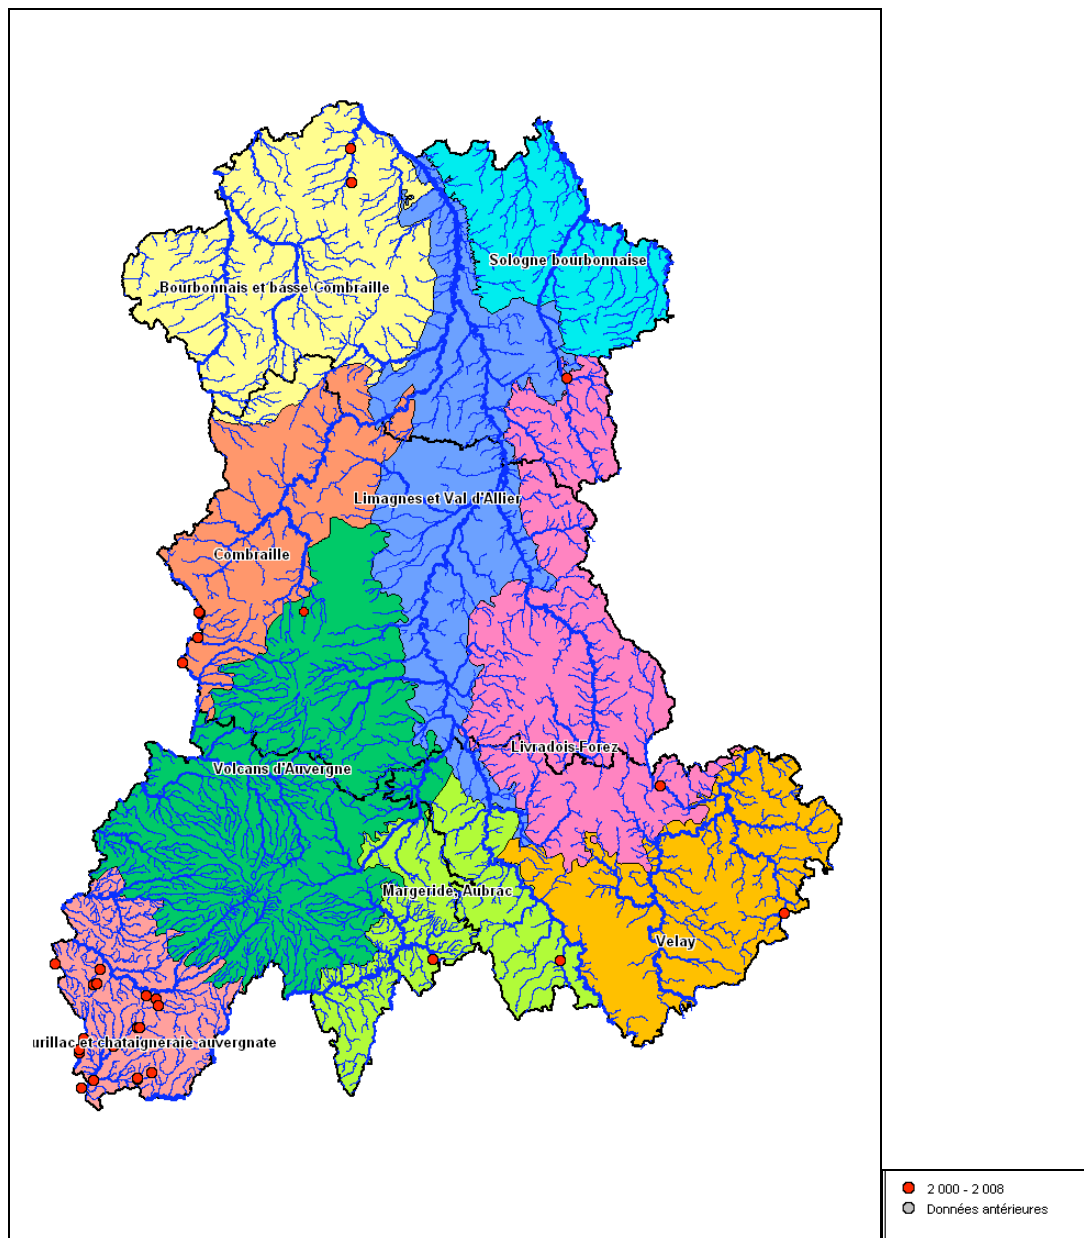 Sologne bourbonnaise
Bourbonnais et basse Combraille
Limagnes et Val d'Allier
Combraille
Livradois-Forez
Volcans d'Auvergne
Margeride, Aubrac
Velay
urillac et chataigneraie auvergnate
2 000 - 2 008
Données antérieures